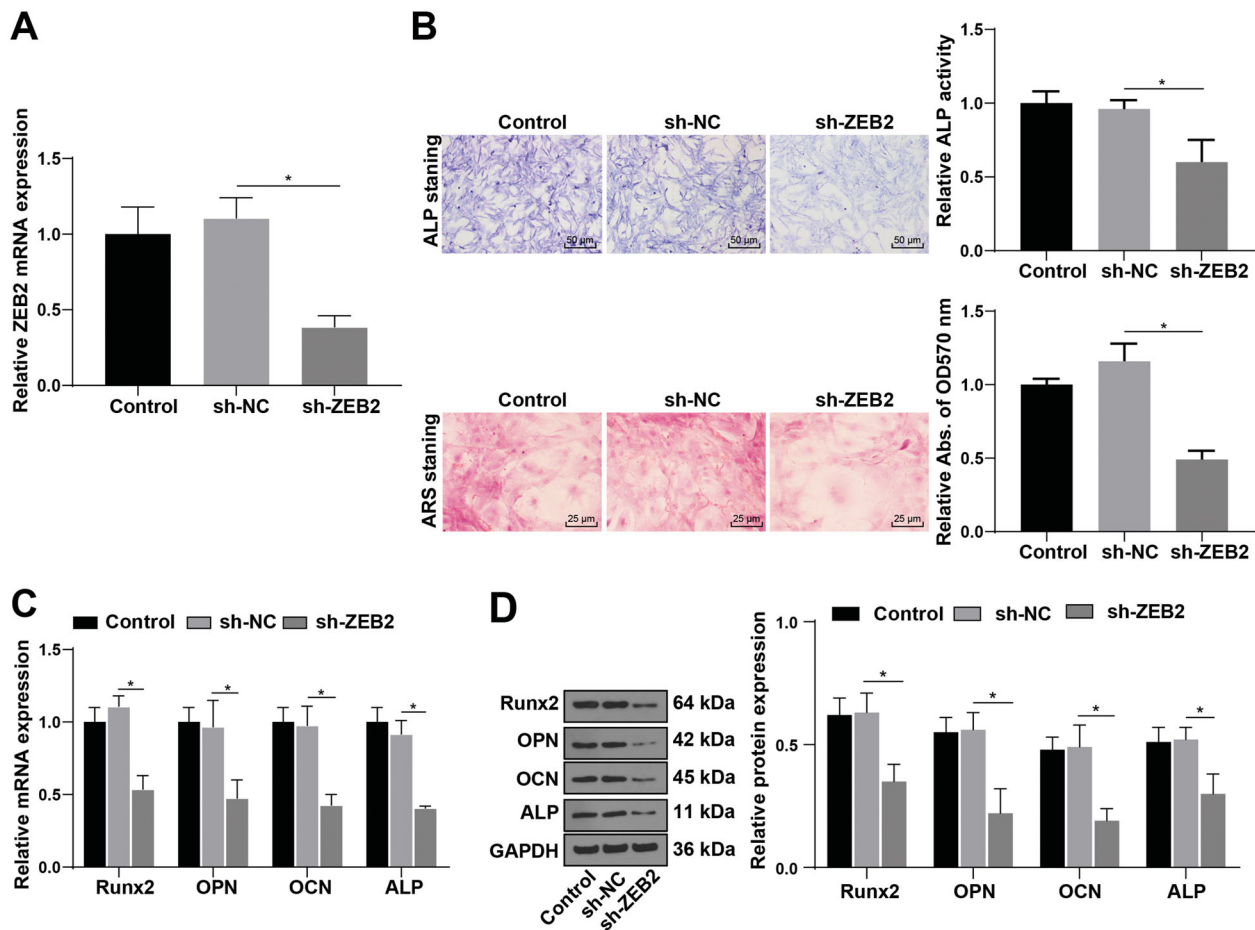 A
Relative ZEB2 mRNA expression
1.5
1.0
0.5
0.0
*
Control
sh-NC
sh-ZEB2
B
Control
sh-NC
sh-ZEB2
ALP staning
50 µm
50 µm
50 µm
Relative ALP activity
1.5
1.0
0.5
0.0
*
Control
sh-NC
sh-ZEB2
Control
sh-NC
sh-ZEB2
ARS staning
25 µm
25 µm
25 µm
Relative Abs. of OD570 nm
1.5
1.0
0.5
0.0
*
Control
sh-NC
sh-ZEB2
C
Control
sh-NC
sh-ZEB2
Relative mRNA expression
1.5
1.0
0.5
0.0
*
*
*
*
Runx2
OPN
OCN
ALP
D
Runx2
64 kDa
OPN
42 kDa
OCN
45 kDa
ALP
11 kDa
GAPDH
36 kDa
Control
sh-NC
sh-ZEB2
Control
sh-NC
sh-ZEB2
Relative protein expression
1.0
0.5
0.0
*
*
*
*
Runx2
OPN
OCN
ALP